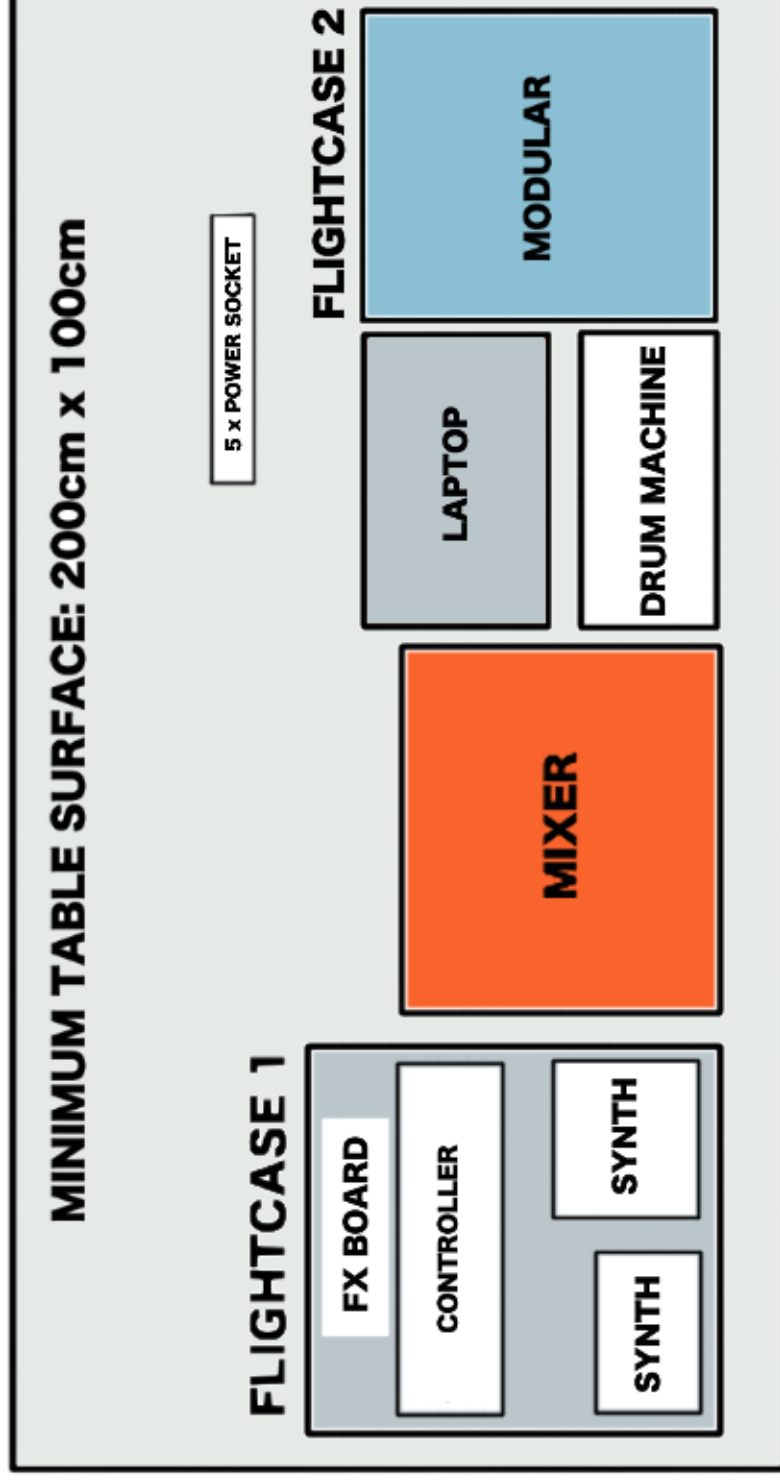 MINIMUM TABLE SURFACE: 200cm x 100cm
5 x POWER SOCKET
FLIGHTCASE 1
FLIGHTCASE 2
FX BOARD
CONTROLLER
SYNTH
SYNTH
MIXER
LAPTOP
DRUM MACHINE
MODULAR